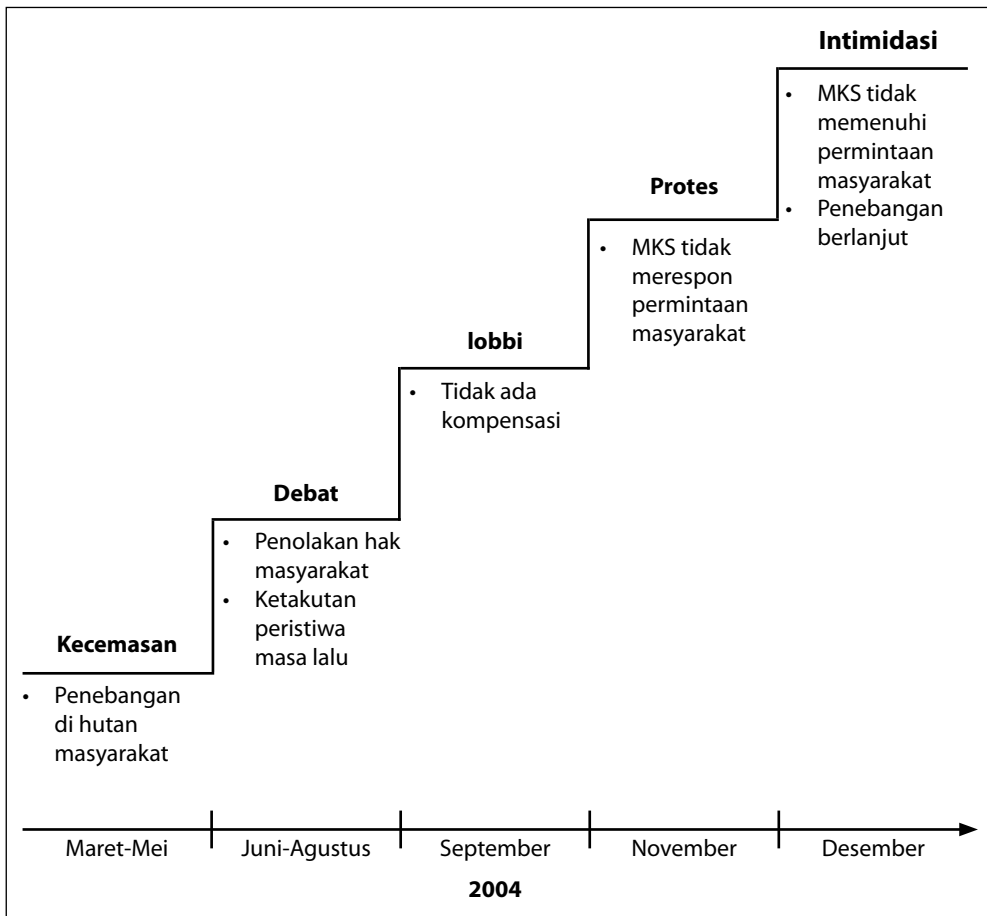 Intimidasi
• MKS tidak
memenuhi
permintaan
masyarakat
• Penebangan
berlanjut
Protes
• MKS tidak
merespon
permintaan
masyarakat
lobbi
• Tidak ada
kompensasi
Debat
• Penolakan hak
masyarakat
• Ketakutan
peristiwa
masa lalu
Kecemasan
• Penebangan
di hutan
masyarakat
Maret-Mei Juni-Agustus September November Desember
2004